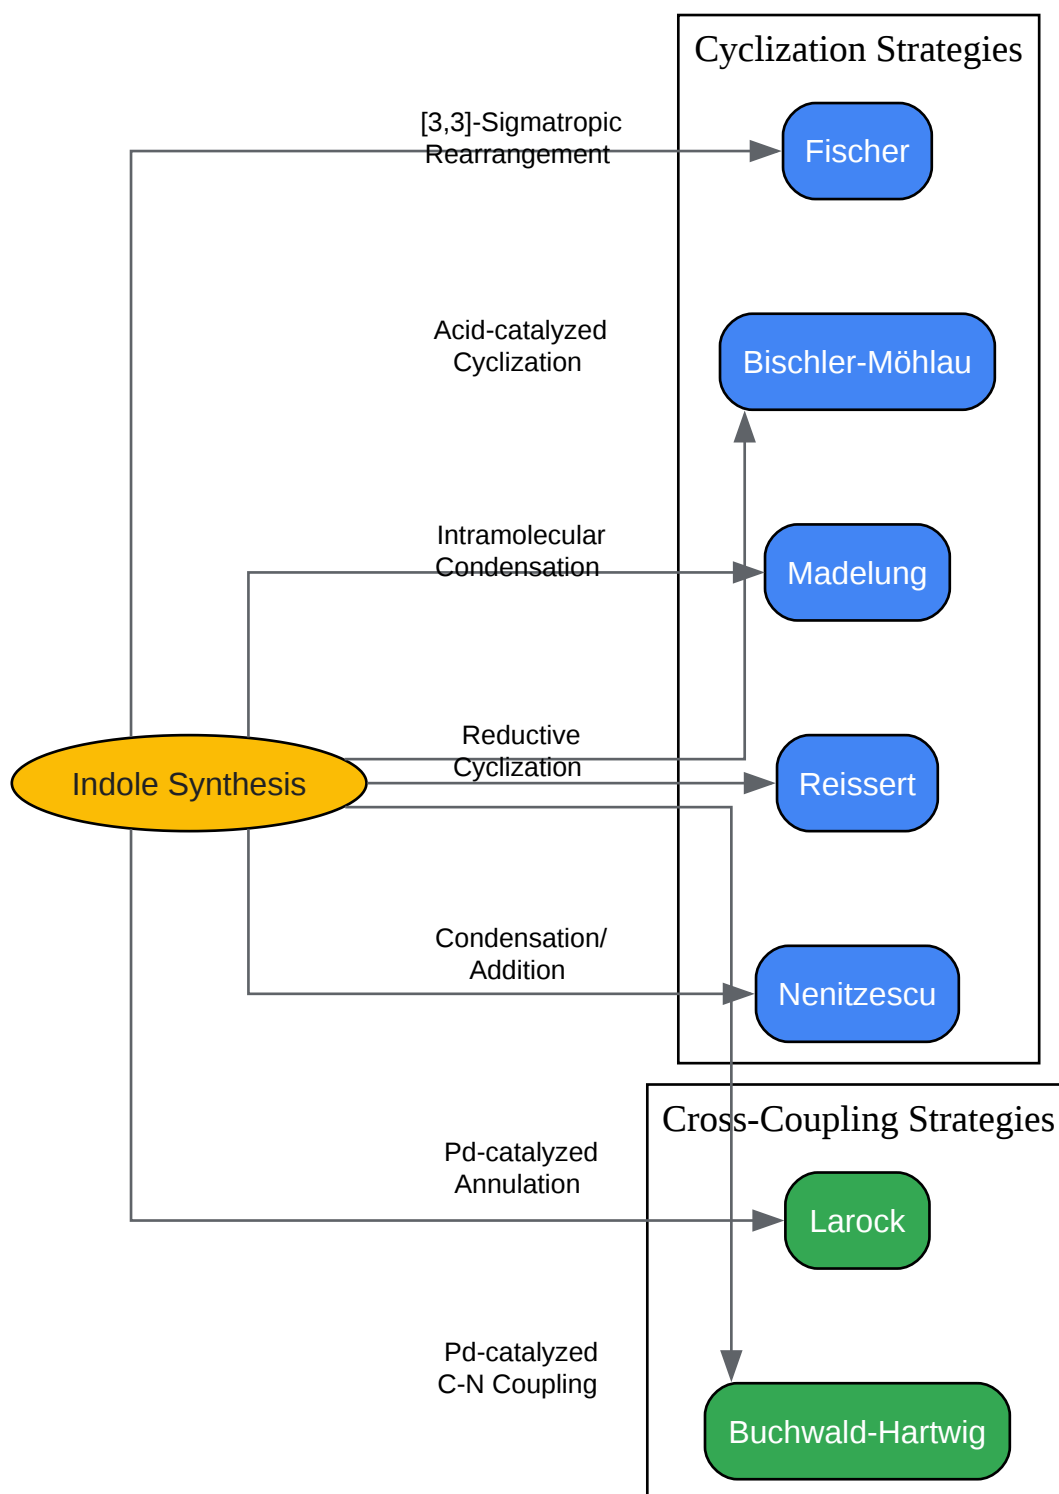 Cyclization Strategies
[3,3]-Sigmatropic
Rearrangement
Fischer
Acid-catalyzed
Cyclization
Bischler-Möhlau
Intramolecular
Condensation
Madelung
Reductive
Cyclization
Indole Synthesis
Reissert
Condensation/
Addition
Nenitzescu
Cross-Coupling Strategies
Pd-catalyzed
Annulation
Larock
Pd-catalyzed
C-N Coupling
Buchwald-Hartwig